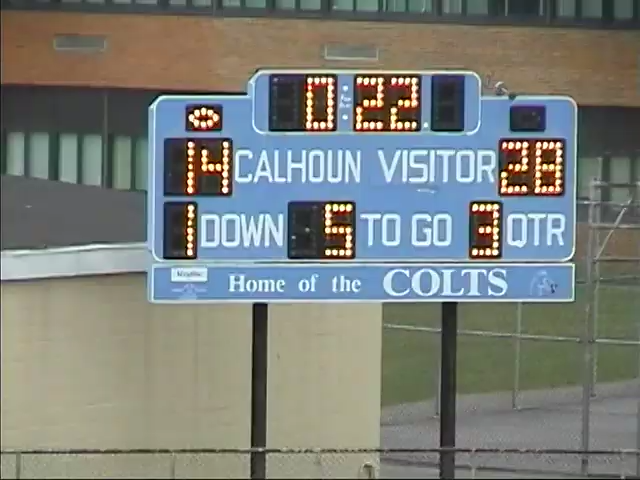 0:22
14 CALHOUN VISITOR 28
1 DOWN 5 TO GO 3 QTR
Home of the COLTS